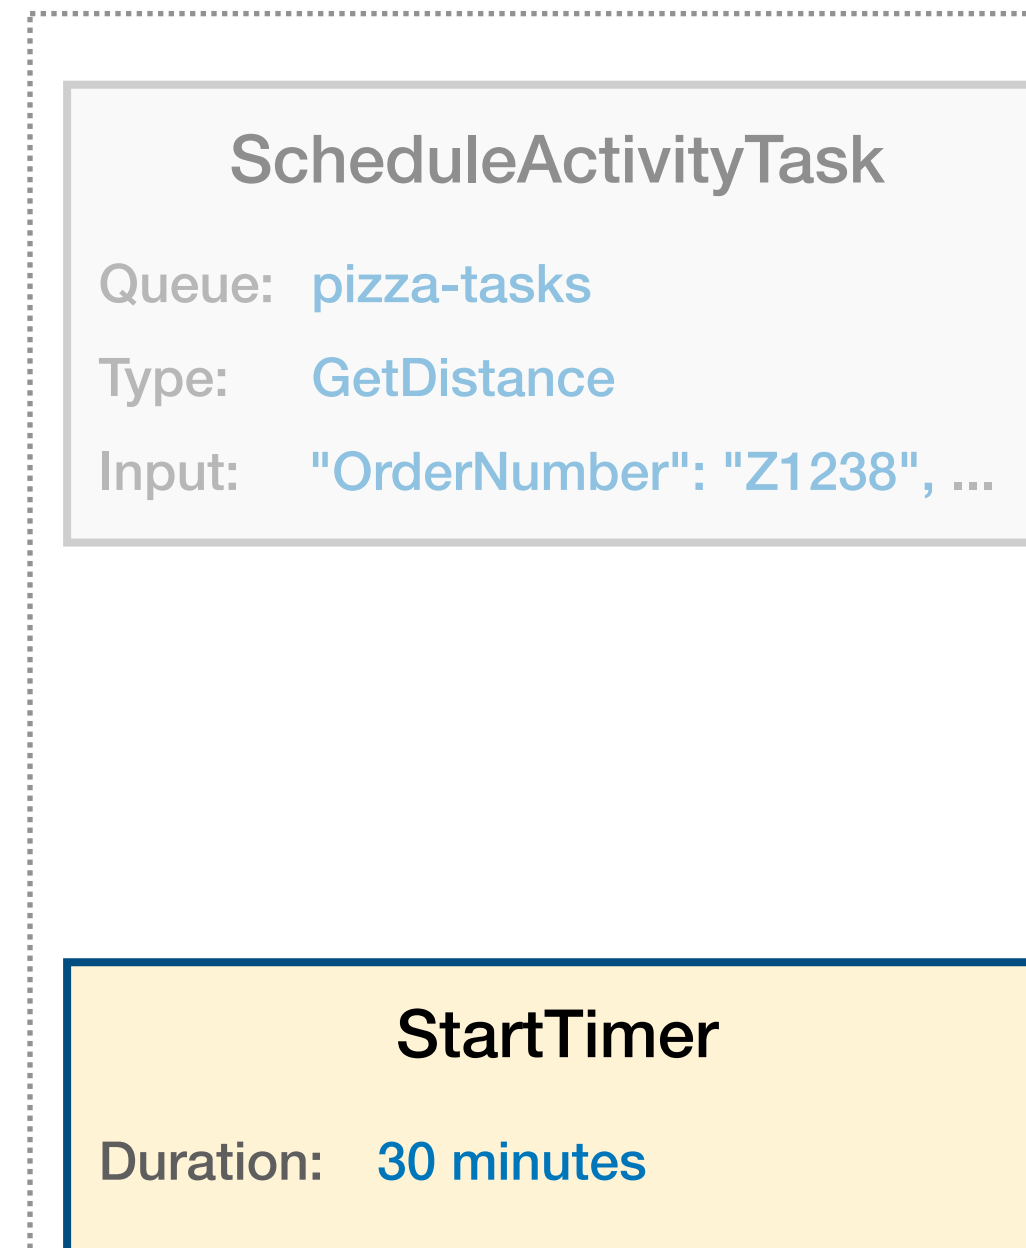 ScheduleActivityTask
Queue: pizza-tasks
Type: GetDistance
Input: "OrderNumber": "Z1238", ...
StartTimer
Duration: 30 minutes